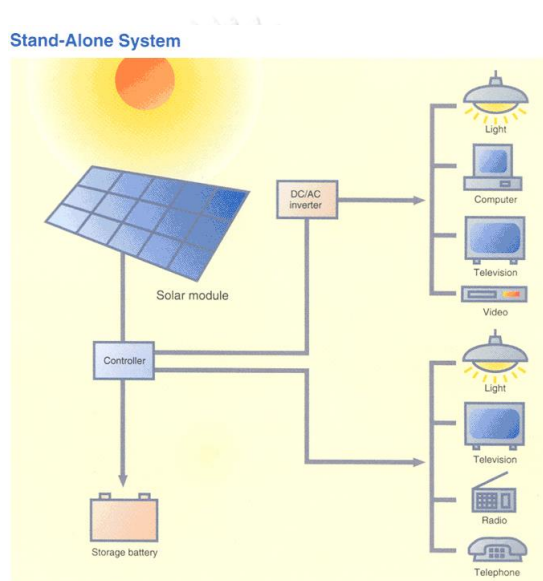 Stand-Alone System
Light
DC/AC
inverter
Computer
Television
Solar module
Video
Controller
Light
Television
Radio
Storage battery
Telephone